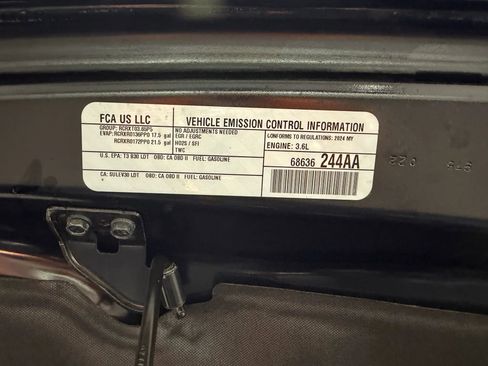 FCA US LLC
VEHICLE EMISSION CONTROL INFORMATION
GROUP: RCRXT03.65P5
EVAP: RCRXR0136PP0 17.5 gal
RCRXR0172PP0 21.5 gal
NO ADJUSTMENTS NEEDED
EGR / EGRC
HO2S / SFI
TWC
CONFORMS TO REGULATIONS: 2024 MY
ENGINE: 3.6L
68636 244AA
U.S. EPA: T3 B30 LDT OBD: CA OBD II FUEL: GASOLINE
CA: SULEV30 LDT OBD: CA OBD II FUEL: GASOLINE